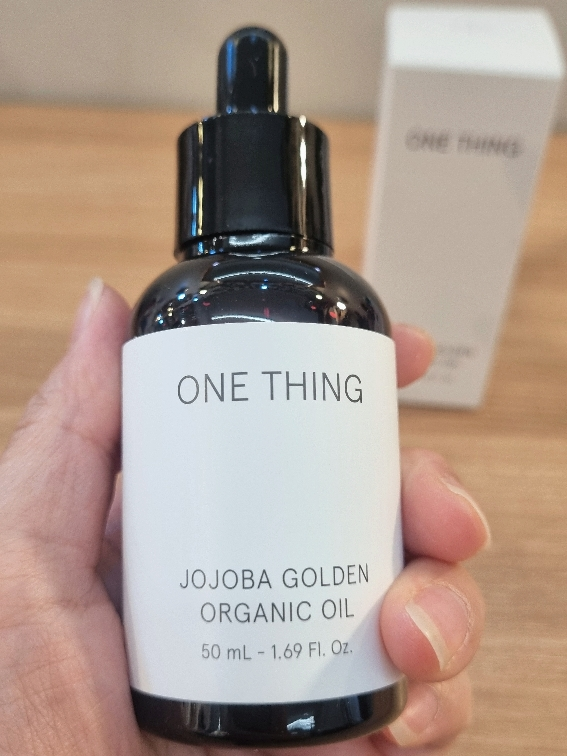 ONE THING
ONE THING
JOJOBA GOLDEN
ORGANIC OIL
50 mL - 1.69 Fl. Oz.